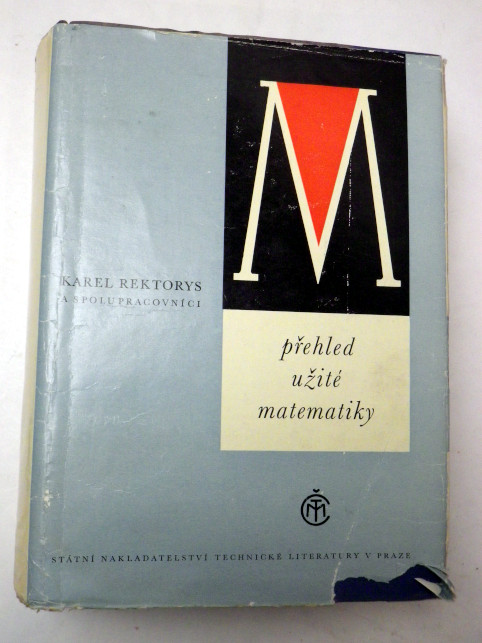 M
KAREL REKTORYS
A SPOLUPRACOVNÍCI
přehled
užité
matematiky
STÁTNÍ NAKLADATELSTVÍ TECHNICKÉ LITERATURY V PRAZE